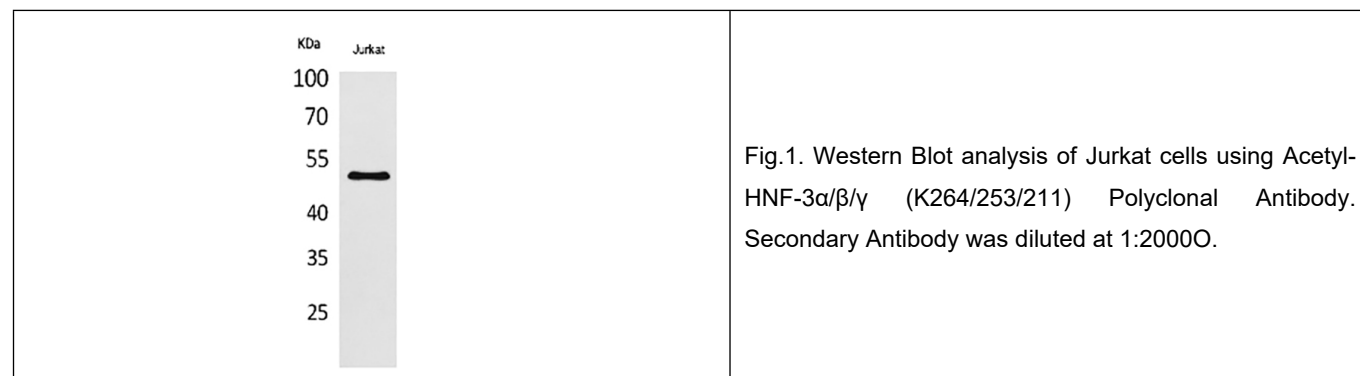 KDa
Jurkat
100
70
55
40
35
25
Fig.1. Western Blot analysis of Jurkat cells using Acetyl-
HNF-3α/β/γ (K264/253/211) Polyclonal Antibody.
Secondary Antibody was diluted at 1:2000O.